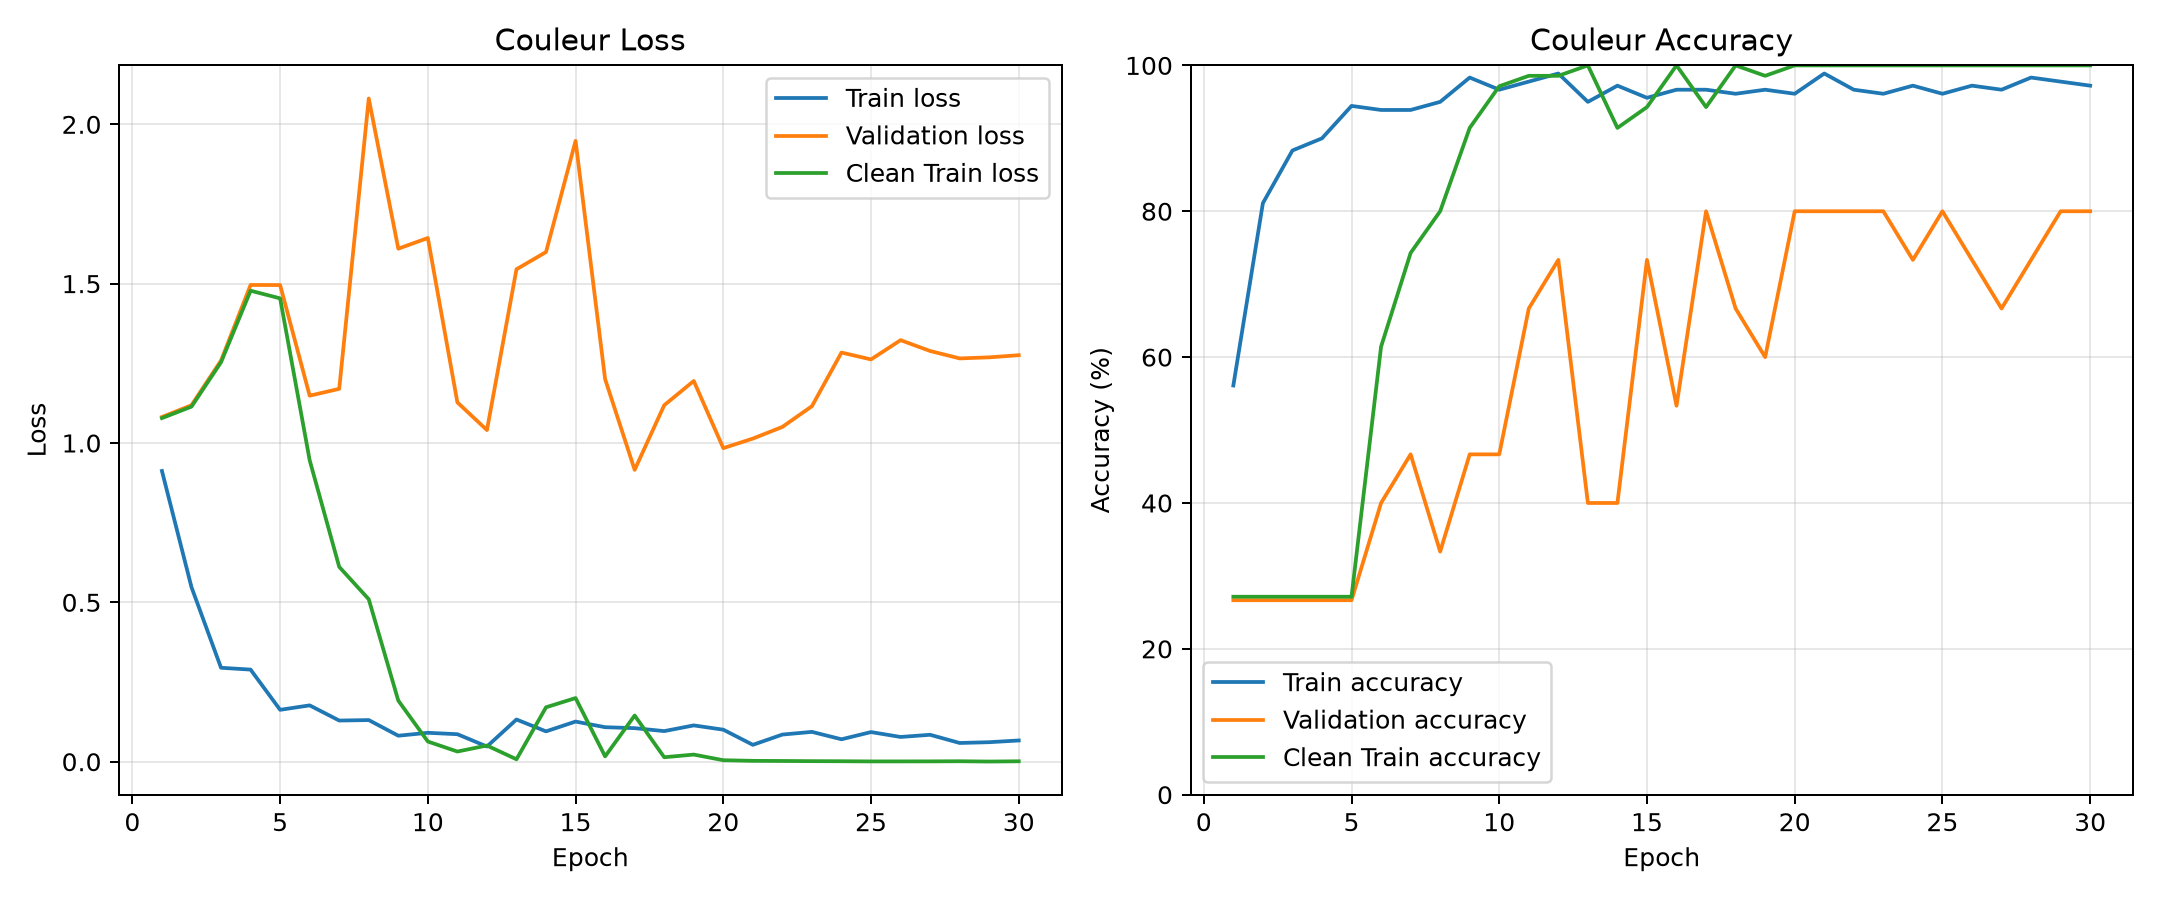 Couleur Loss
Train loss
Validation loss
Clean Train loss
2.0
1.5
1.0
0.5
0.0
Loss
0 5 10 15 20 25 30
Epoch
Couleur Accuracy
100
80
60
40
20
0
Accuracy (%)
Train accuracy
Validation accuracy
Clean Train accuracy
0 5 10 15 20 25 30
Epoch